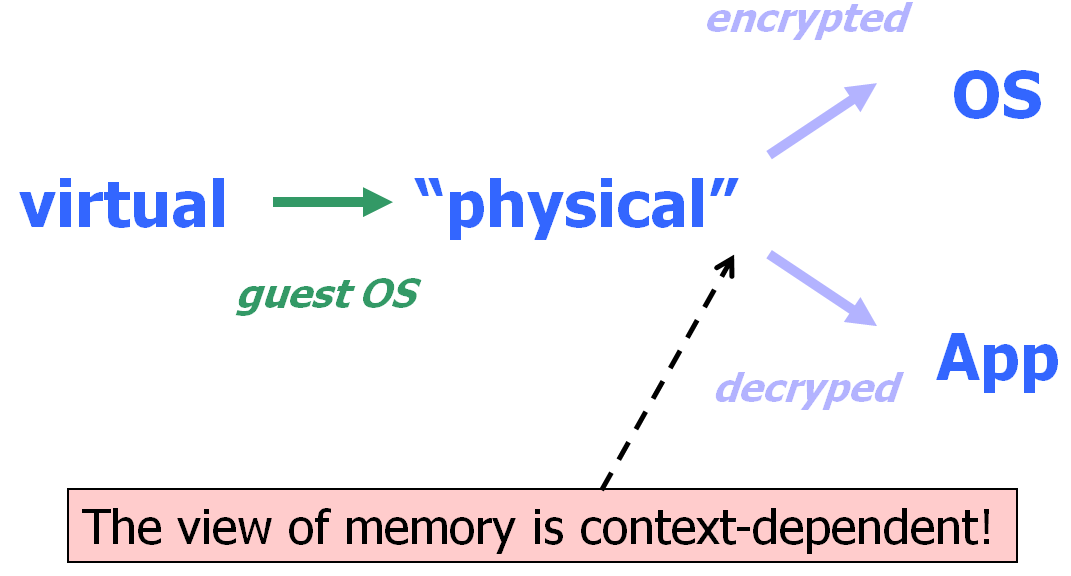 encrypted
OS
virtual
“physical”
guest OS
App
decryped
The view of memory is context-dependent!